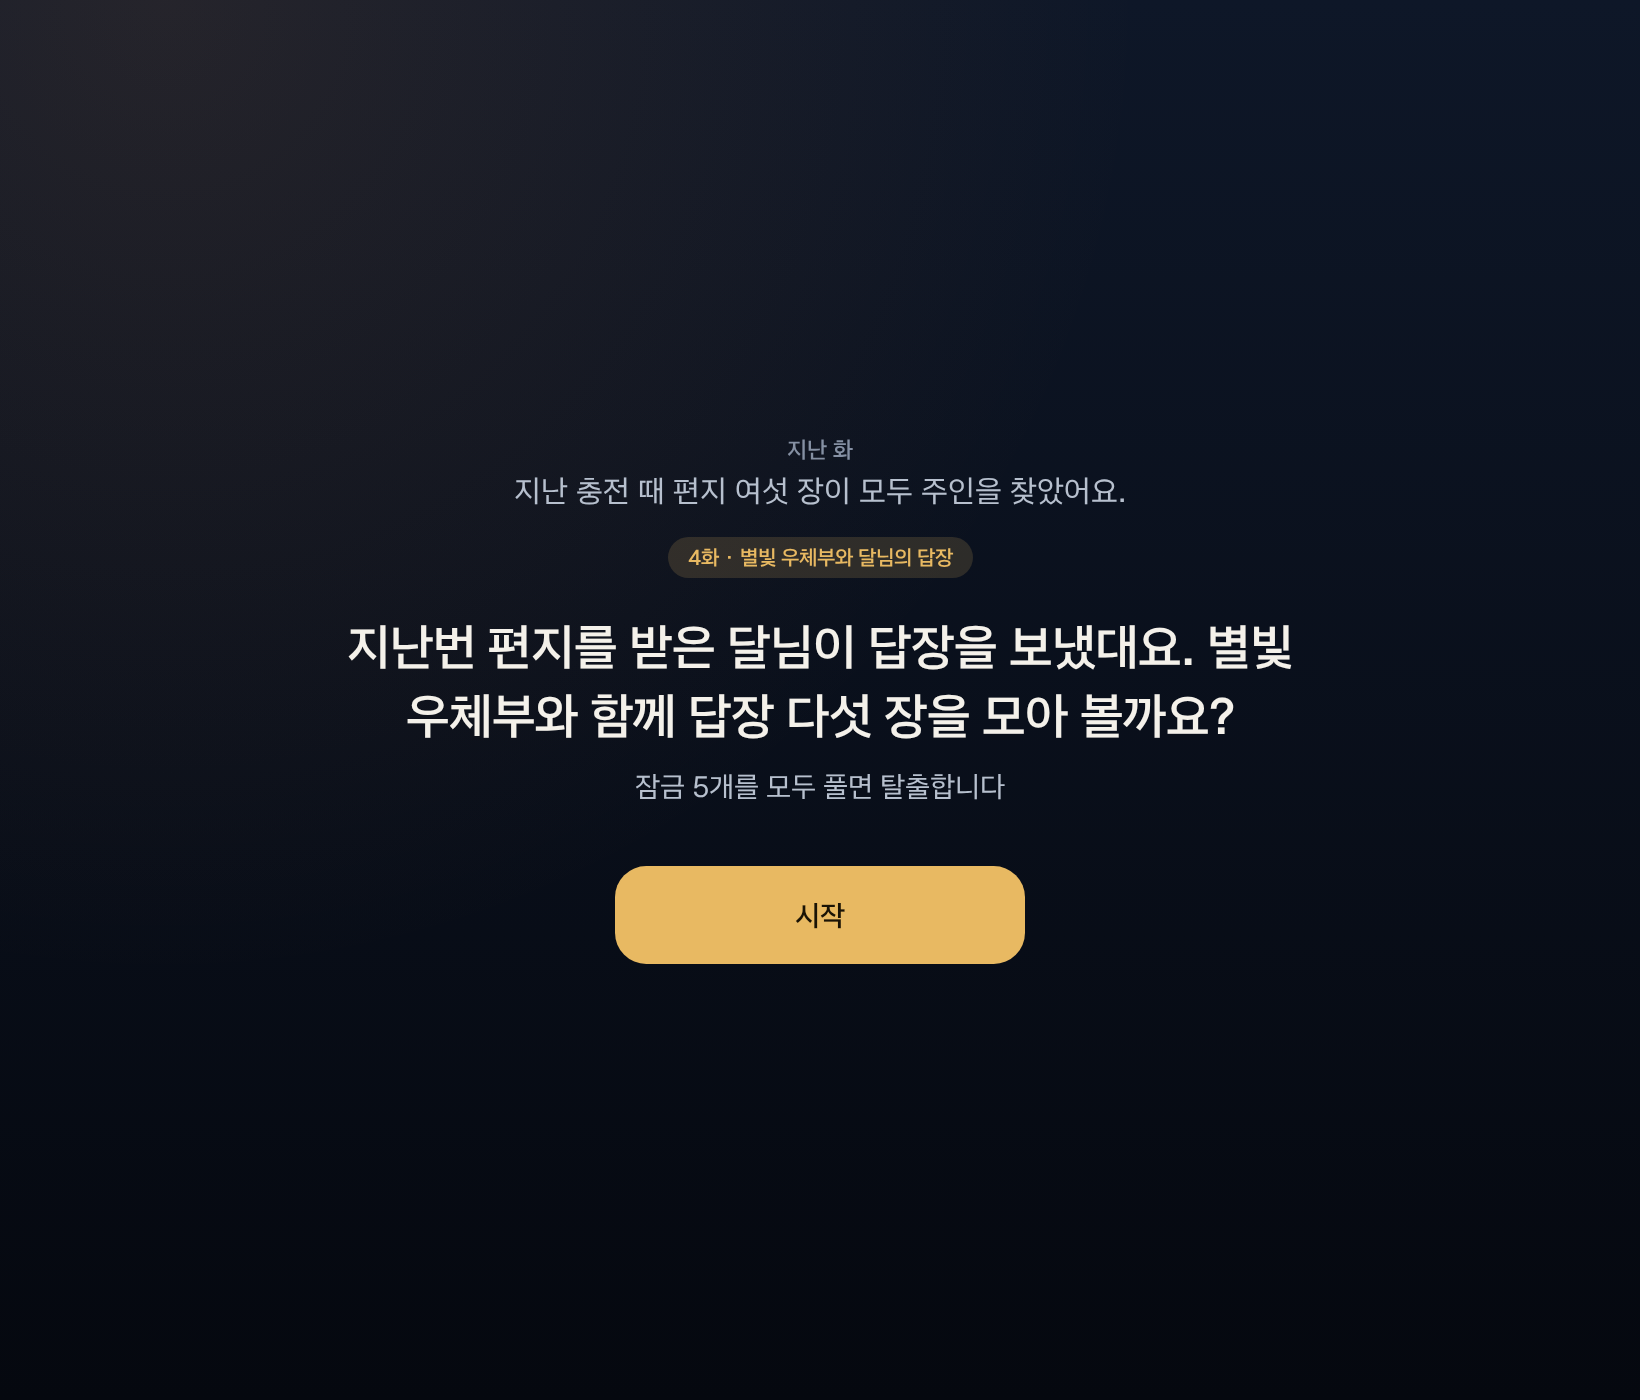 지난 화
지난 충전 때 편지 여섯 장이 모두 주인을 찾았어요.
4화 · 별빛 우체부와 달님의 답장
지난번 편지를 받은 달님이 답장을 보냈대요. 별빛
우체부와 함께 답장 다섯 장을 모아 볼까요?
잠금 5개를 모두 풀면 탈출합니다
시작